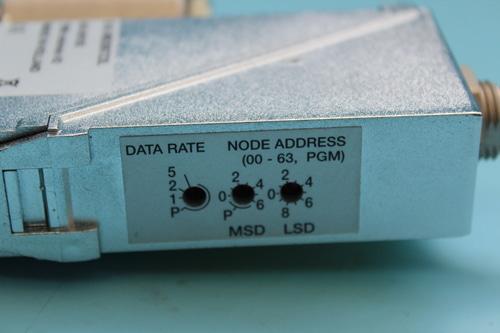 DATA RATE
NODE ADDRESS
(00 - 63, PGM)
5
2
1
P
2
4
0
6
P
2
4
0
6
8
MSD
LSD